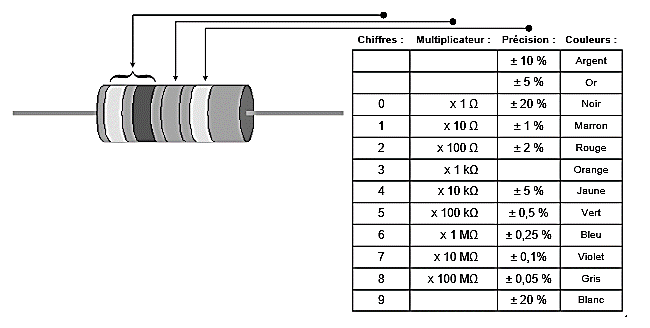 Chiffres : Multiplicateur : Précision : Couleurs :
± 10 % Argent
± 5 % Or
0 x 1 Ω ± 20 % Noir
1 x 10 Ω ± 1 % Marron
2 x 100 Ω ± 2 % Rouge
3 x 1 kΩ Orange
4 x 10 kΩ ± 5 % Jaune
5 x 100 kΩ ± 0,5 % Vert
6 x 1 MΩ ± 0,25 % Bleu
7 x 10 MΩ ± 0,1% Violet
8 x 100 MΩ ± 0,05 % Gris
9 ± 20 % Blanc